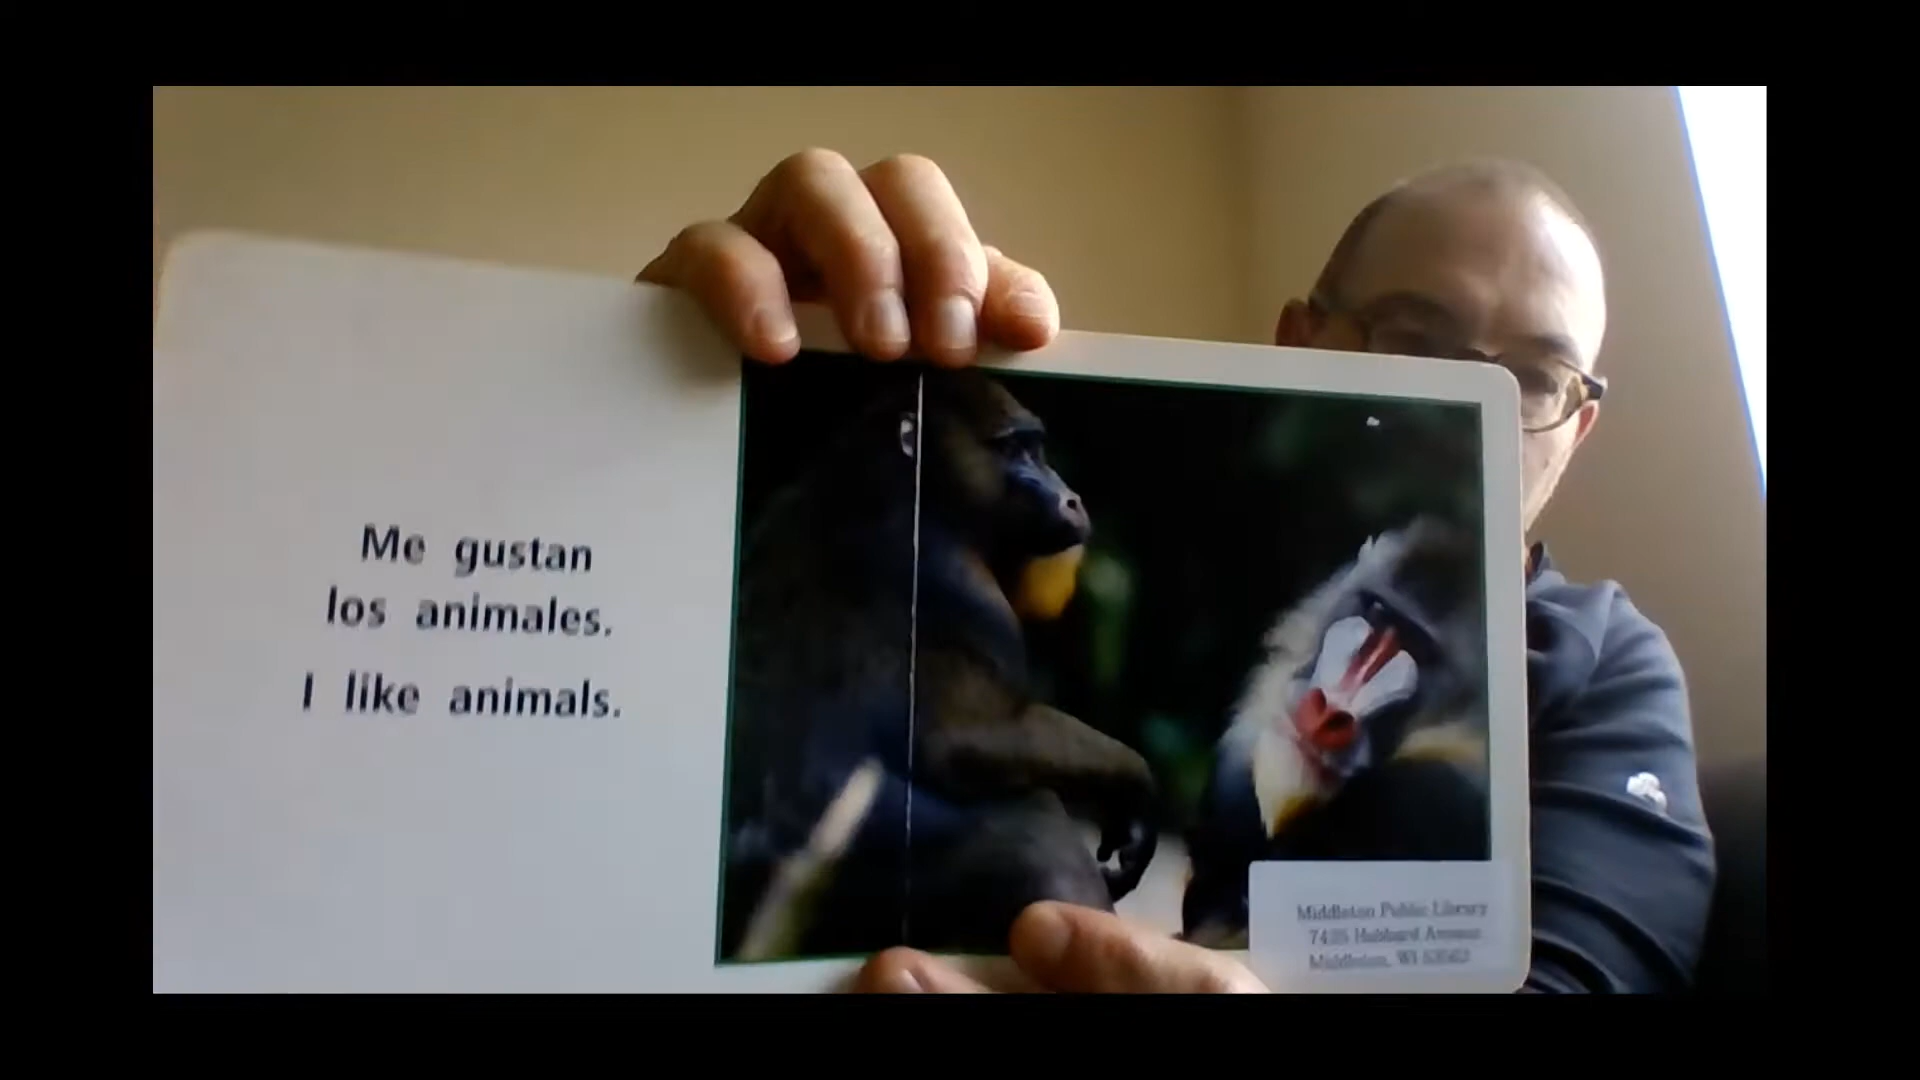 Me gustan
los animales.
I like animals.
Middleton Public Library
7425 Hubbard Avenue
Middleton, WI 53562